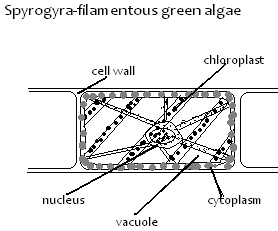 Spyrogyra-filamentous green algae
chloroplast
cell wall
nucleus
cytoplasm
vacuole